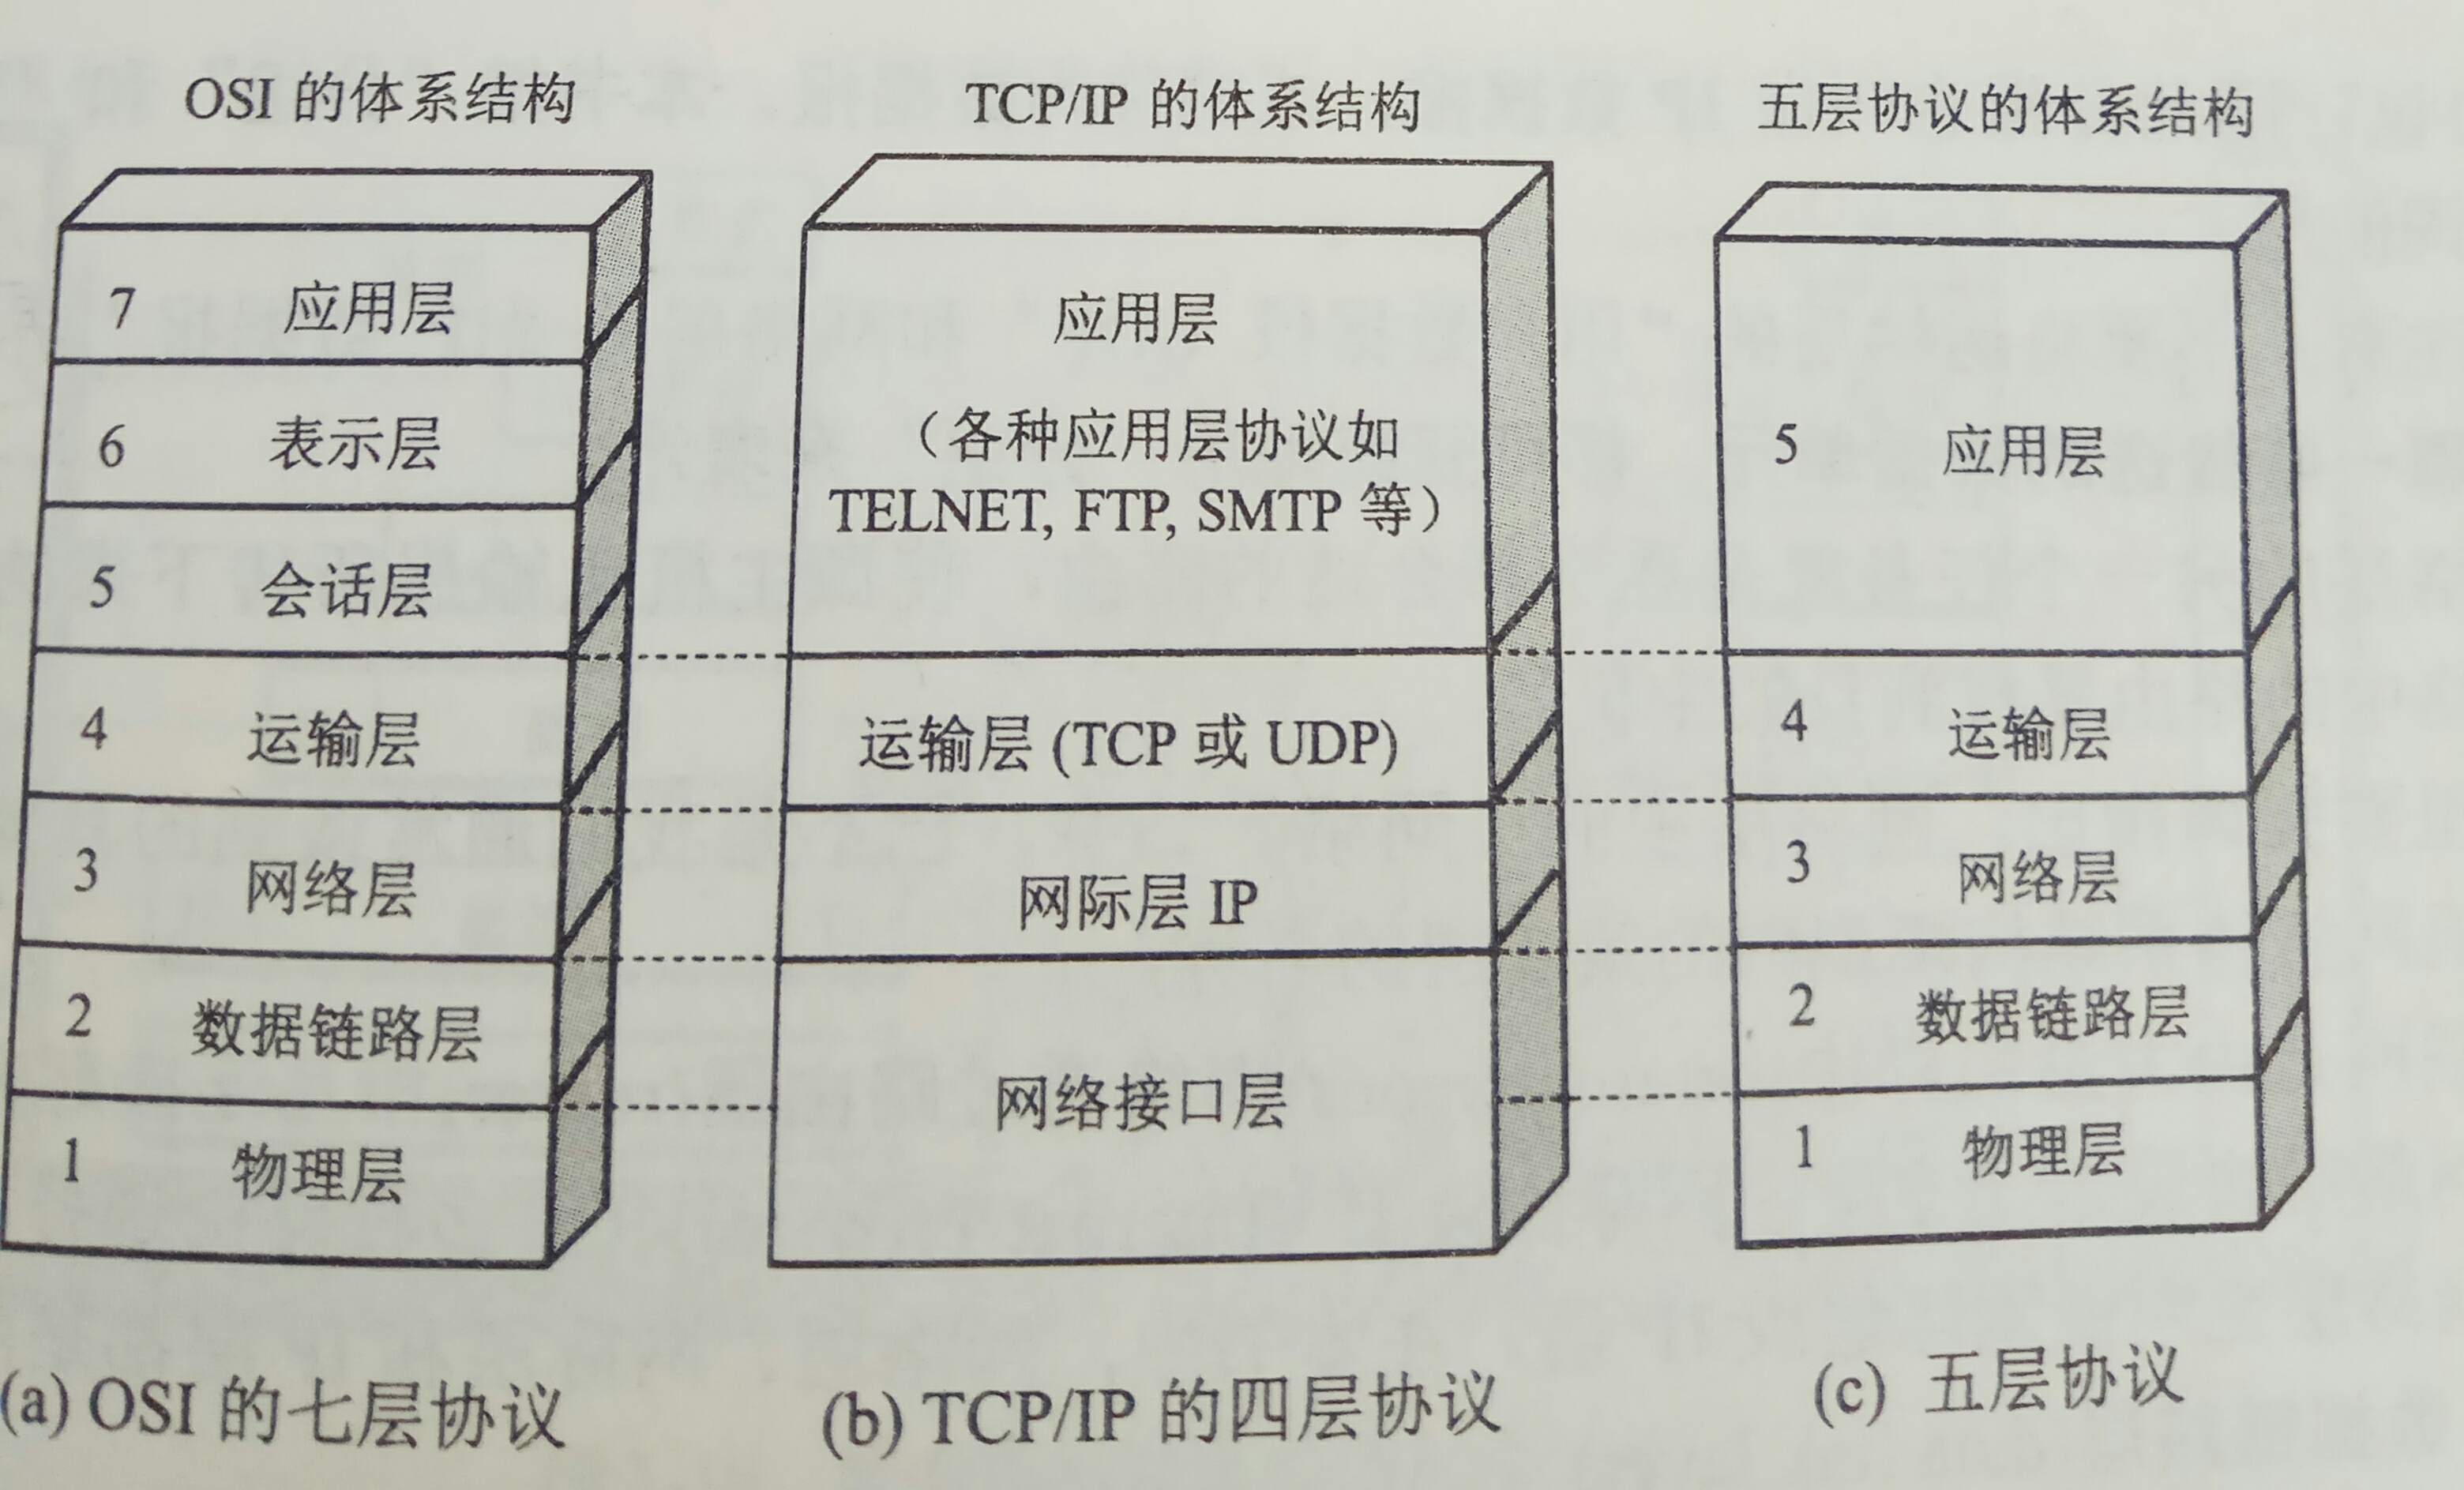 OSI 的体系结构
7 应用层
6 表示层
5 会话层
4 运输层
3 网络层
2 数据链路层
1 物理层
(a) OSI 的七层协议
TCP/IP 的体系结构
应用层
（各种应用层协议如
TELNET, FTP, SMTP 等）
运输层 (TCP 或 UDP)
网际层 IP
网络接口层
(b) TCP/IP 的四层协议
五层协议的体系结构
5 应用层
4 运输层
3 网络层
2 数据链路层
1 物理层
(c) 五层协议